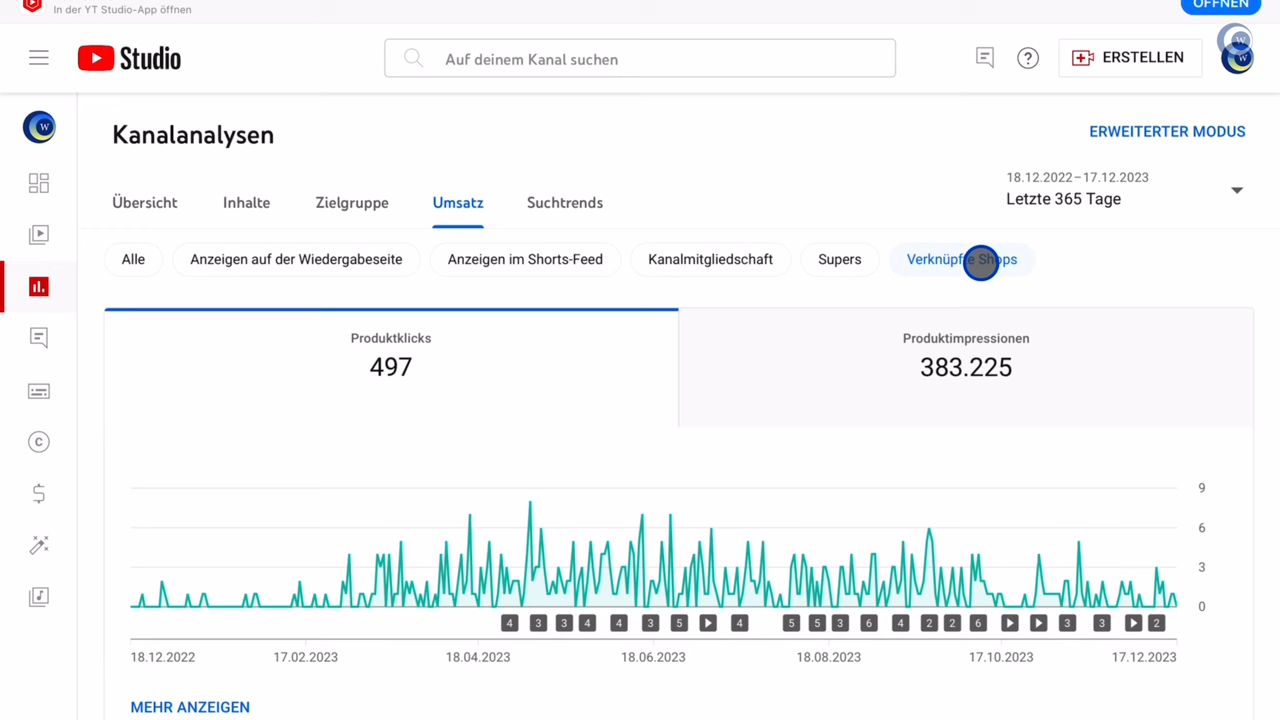 In der YT Studio-App öffnen
ÖFFNEN
Studio
Auf deinem Kanal suchen
ERSTELLEN
W
W
W
Kanalanalysen
ERWEITERTER MODUS
18.12.2022–17.12.2023
Letzte 365 Tage
Übersicht
Inhalte
Zielgruppe
Umsatz
Suchtrends
Alle
Anzeigen auf der Wiedergabeseite
Anzeigen im Shorts-Feed
Kanalmitgliedschaft
Supers
Verknüpfte Shops
Produktklicks
497
Produktimpressionen
383.225
9
6
3
0
4 3 3 4 4 3 5 4 5 5 3 6 4 2 2 6 3 3 2
18.12.2022 17.02.2023 18.04.2023 18.06.2023 18.08.2023 17.10.2023 17.12.2023
MEHR ANZEIGEN